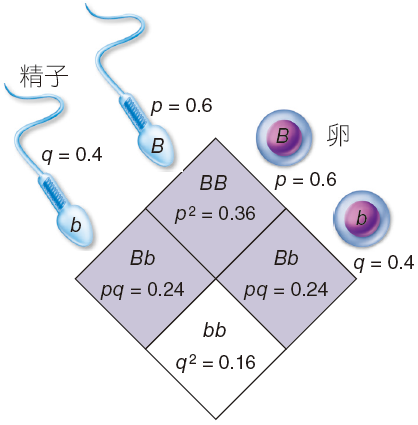 精子
p = 0.6
B
q = 0.4
b
B
卵
p = 0.6
b
q = 0.4
BB
p² = 0.36
Bb
pq = 0.24
Bb
pq = 0.24
bb
q² = 0.16